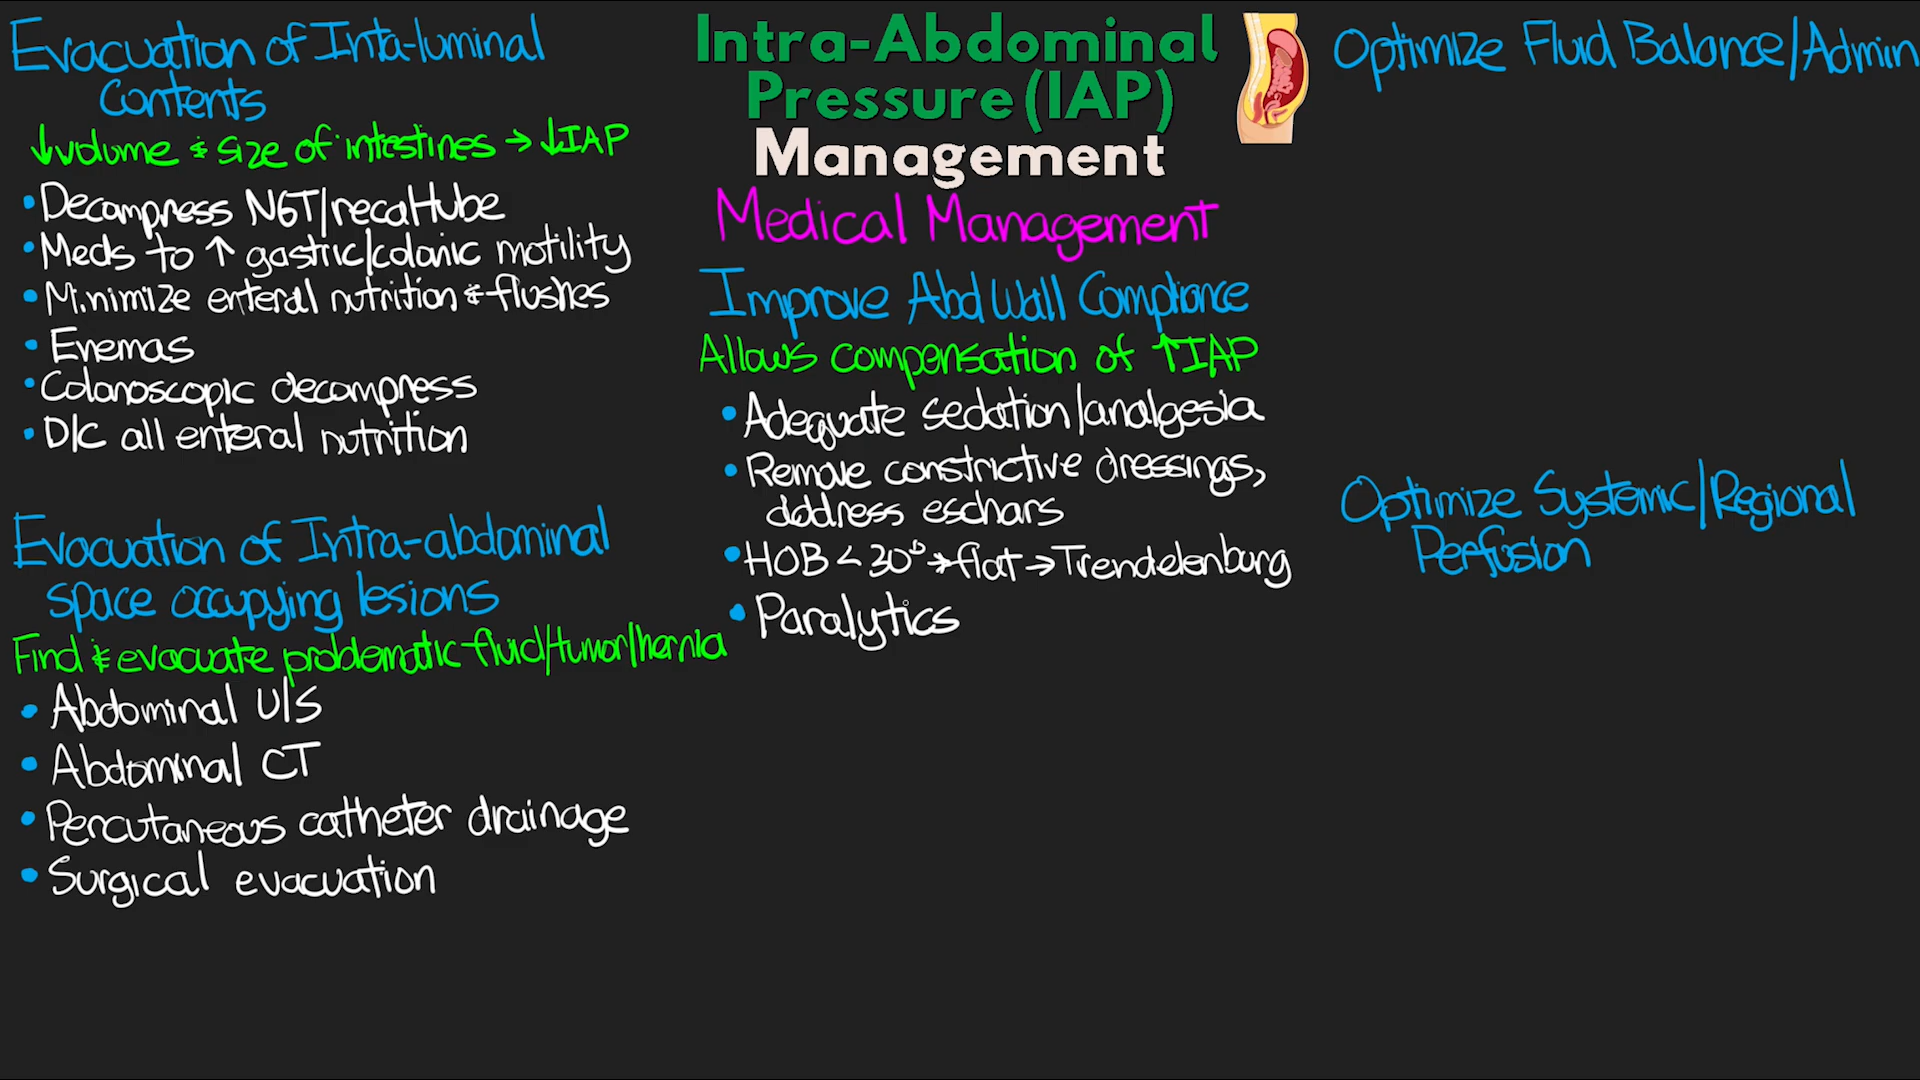 Evacuation of Inta-luminal
Contents
↓volume & size of intestines → ↓IAP
• Decompress NGT/recal tube
• Meds to ↑ gastric/colonic motility
• Minimize enteral nutrition & flushes
• Enemas
• Colonoscopic decompress
• D/C all enteral nutrition
Evacuation of Intra-abdominal
space occupying lesions
Find & evacuate problematic fluid/tumor/hernia
• Abdominal U/S
• Abdominal CT
• Percutaneous catheter drainage
• Surgical evacuation
Intra-Abdominal
Pressure (IAP)
Management
Medical Management
Improve Abd Wall Compliance
Allows compensation of ↑IAP
• Adequate sedation/analgesia
• Remove constrictive dressings,
address eschars
• HOB < 30° → flat → Trendelenburg
• Paralytics
Optimize Fluid Balance/Admin
Optimize Systemic/Regional
Perfusion